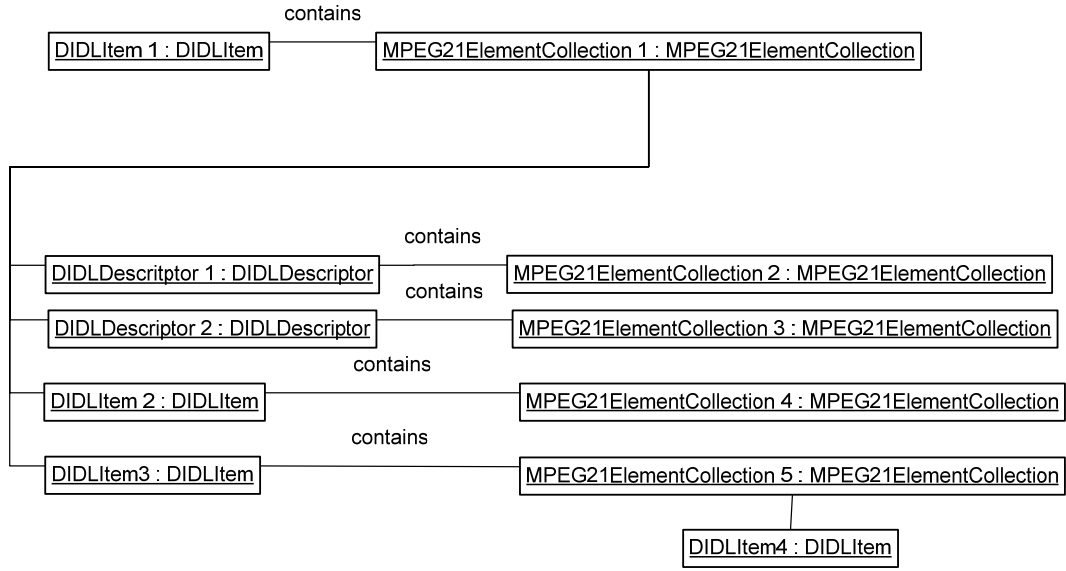 contains
DIDLItem 1 : DIDLItem
MPEG21ElementCollection 1 : MPEG21ElementCollection
contains
DIDLDescritptor 1 : DIDLDescriptor
MPEG21ElementCollection 2 : MPEG21ElementCollection
contains
DIDLDescriptor 2 : DIDLDescriptor
MPEG21ElementCollection 3 : MPEG21ElementCollection
contains
DIDLItem 2 : DIDLItem
MPEG21ElementCollection 4 : MPEG21ElementCollection
contains
DIDLItem3 : DIDLItem
MPEG21ElementCollection 5 : MPEG21ElementCollection
DIDLItem4 : DIDLItem